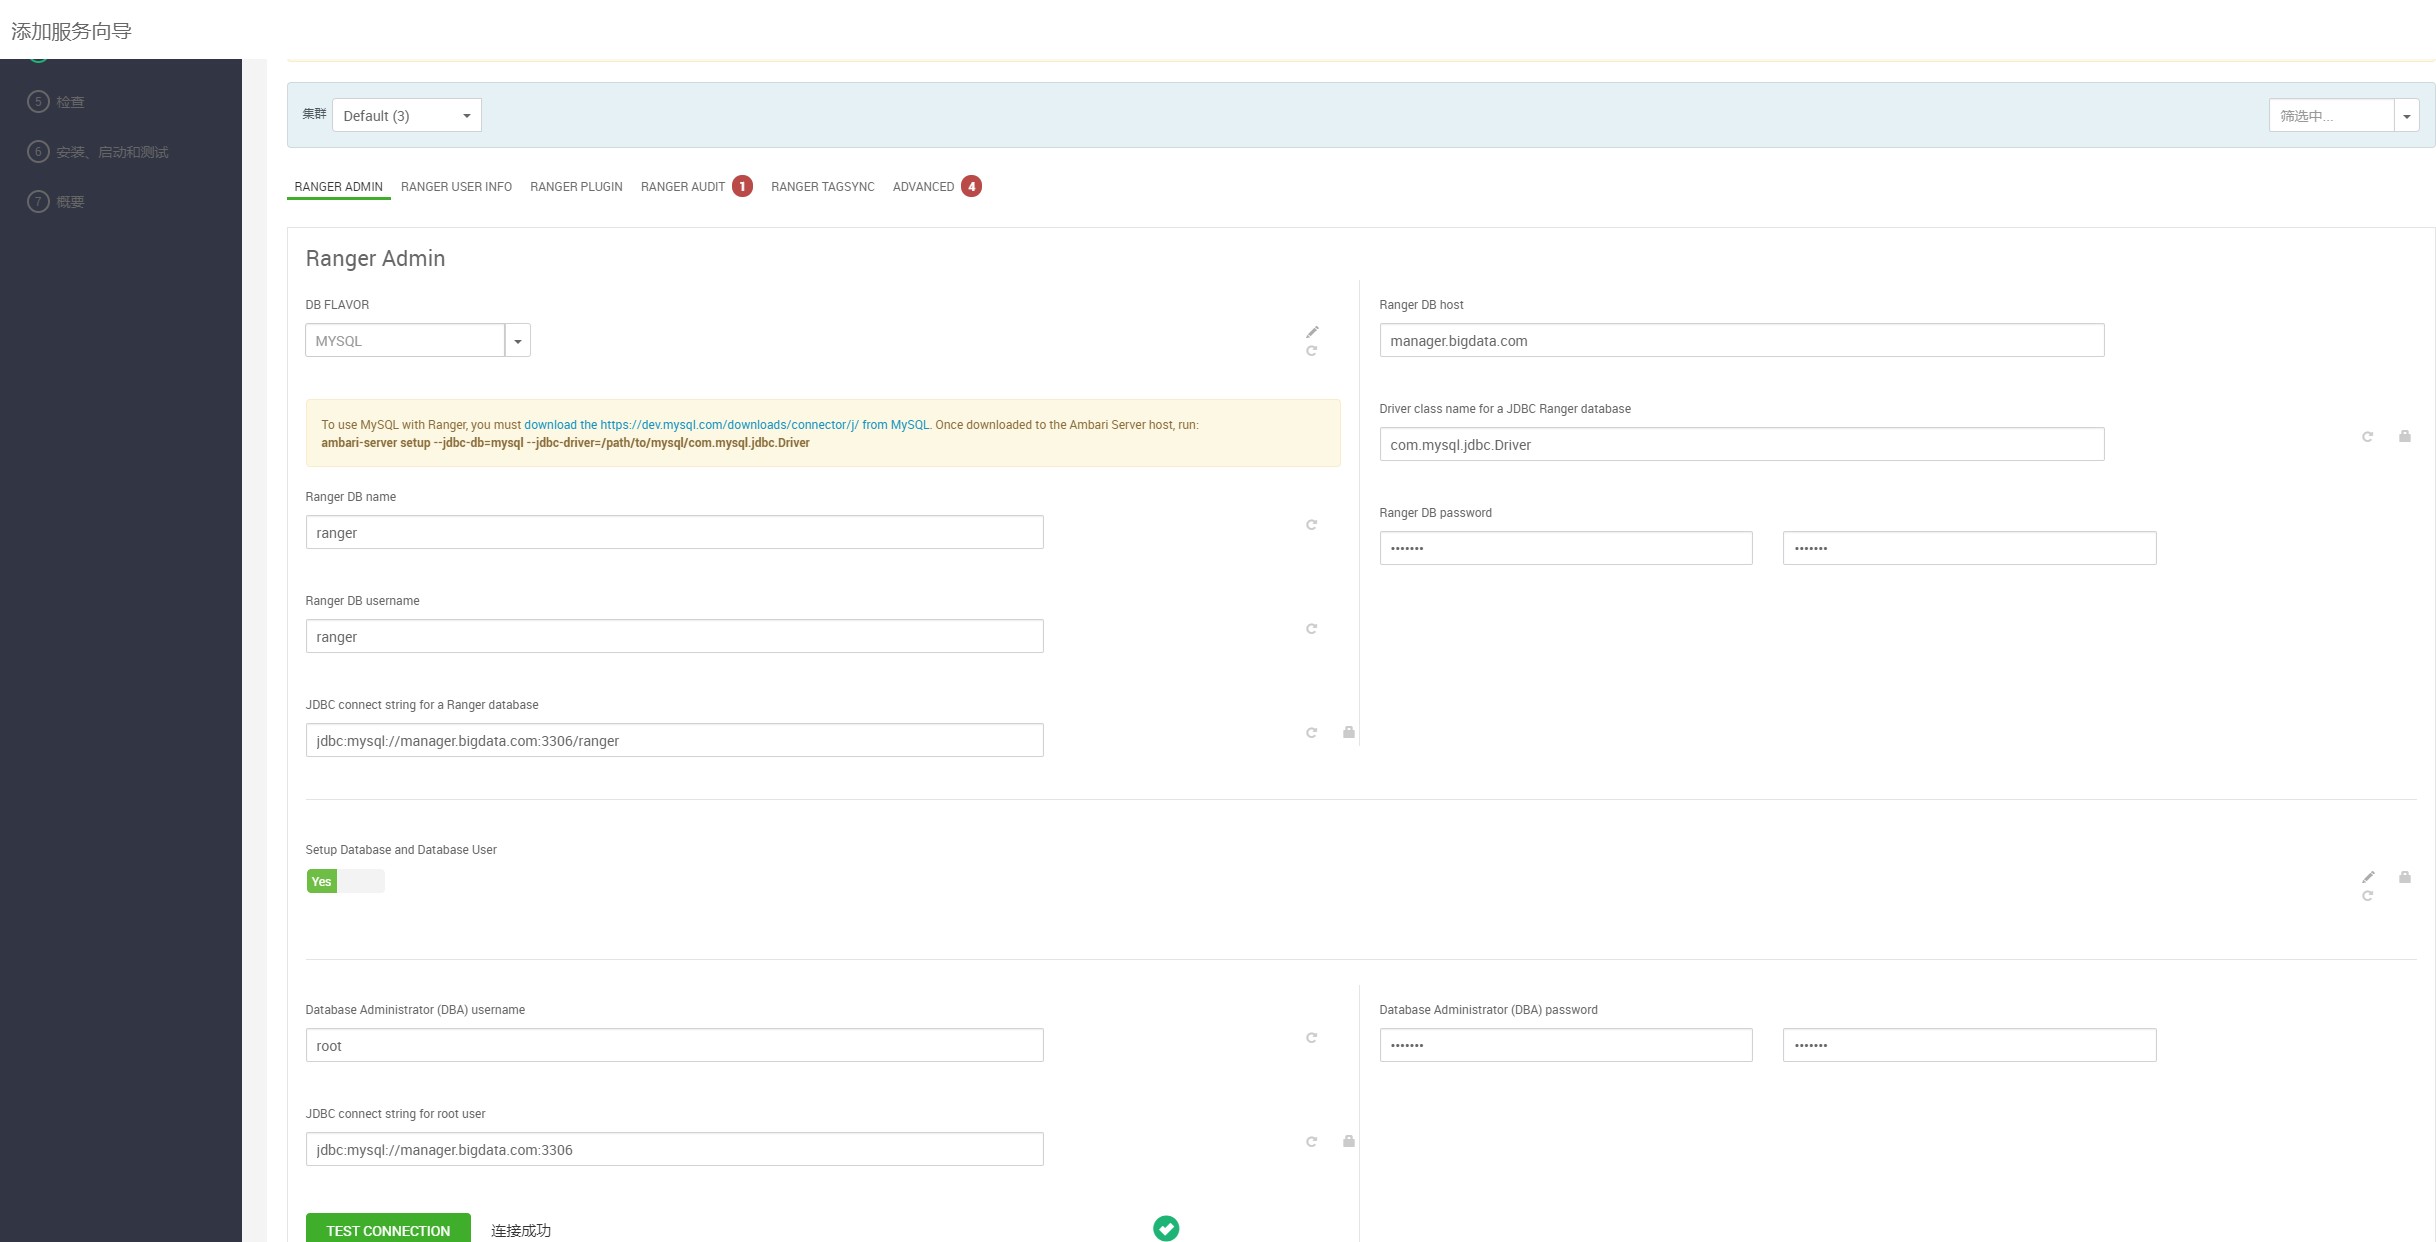 添加服务向导
5 检查
6 安装、启动和测试
7 概要
集群 Default (3) 筛选中...
RANGER ADMIN RANGER USER INFO RANGER PLUGIN RANGER AUDIT 1 RANGER TAGSYNC ADVANCED 4
Ranger Admin
DB FLAVOR
MYSQL
Ranger DB host
manager.bigdata.com
To use MySQL with Ranger, you must download the https://dev.mysql.com/downloads/connector/j/ from MySQL. Once downloaded to the Ambari Server host, run:
ambari-server setup --jdbc-db=mysql --jdbc-driver=/path/to/mysql/com.mysql.jdbc.Driver
Driver class name for a JDBC Ranger database
com.mysql.jdbc.Driver
Ranger DB name
ranger
Ranger DB password
••••••• •••••••
Ranger DB username
ranger
JDBC connect string for a Ranger database
jdbc:mysql://manager.bigdata.com:3306/ranger
Setup Database and Database User
Yes
Database Administrator (DBA) username
root
Database Administrator (DBA) password
••••••• •••••••
JDBC connect string for root user
jdbc:mysql://manager.bigdata.com:3306
TEST CONNECTION 连接成功